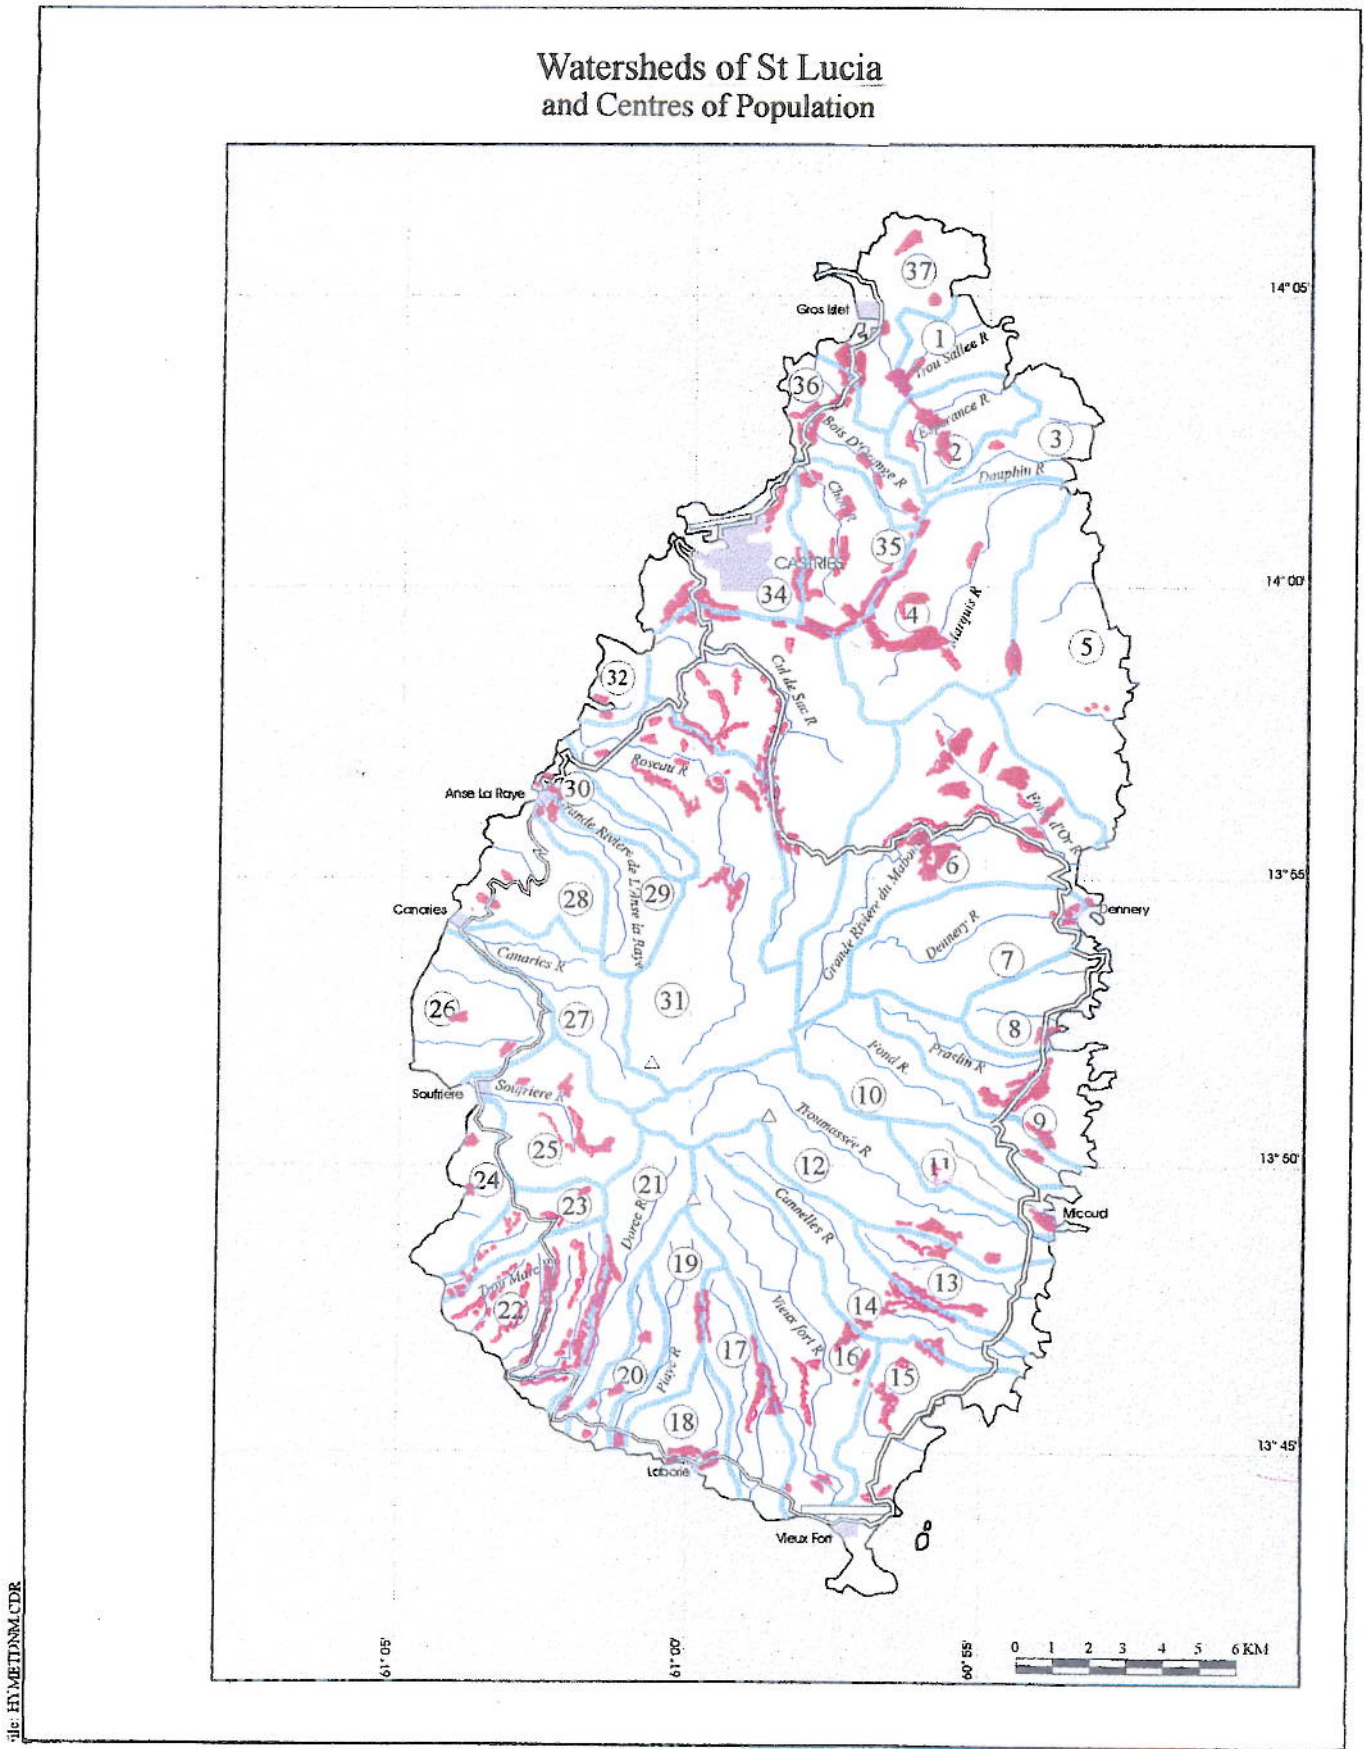 Watersheds of St Lucia
and Centres of Population
37
14° 05'
Gros Islet
1
Trou Sallee R
36
Esperance R
Bois D'Orange R
2
3
Dauphin R
Choc R
35
CASTRIES
14° 00'
34
4
Marquis R
5
32
Cul de Sac R
Roseau R
Anse La Raye
30
Fond d'Or R
Grande Riviere de L'Anse la Raye
6
13° 55'
28
29
Grande Riviere du Mabouya
Canaries
Dennery
Dennery R
Canaries R
7
26
31
27
8
Fond R.
Praslin R
Soufriere
Soufriere R
10
Troumassée R
9
25
12
11
13° 50'
24
21
23
Micoud
Doree R
Cannelles R
19
Trou Marc R
13
22
14
Vieux fort R
17
16
20
Piaye R
15
18
13° 45'
Laborie
Vieux Fort
0 1 2 3 4 5 6 KM
61° 05'
61° 00'
60° 55'
ile: HYMETDNM.CDR